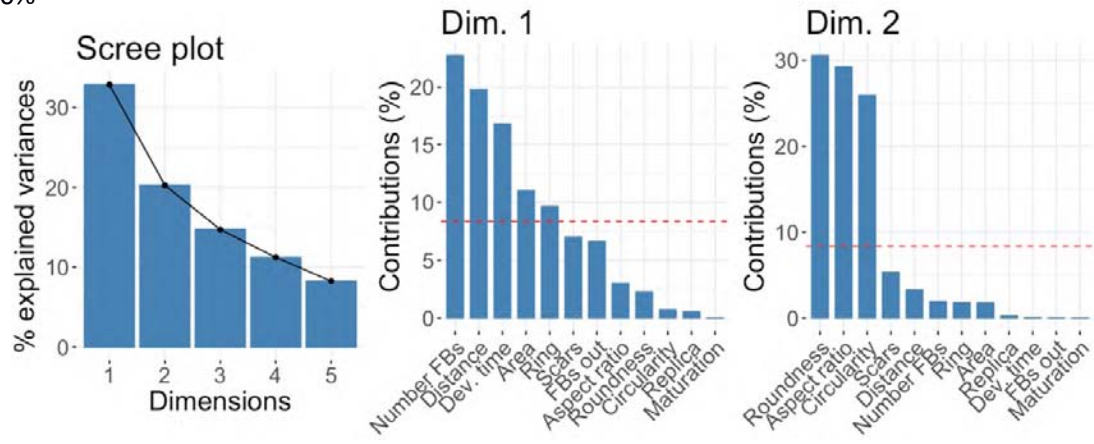 Scree plot
% explained variances
30
20
10
0
1 2 3 4 5
Dimensions
Dim. 1
Contributions (%)
20
15
10
5
0
Number FBs
Distance
Dev. time
Area
Ring
Scars
FBs out
Aspect ratio
Roundness
Circularity
Replica
Maturation
Dim. 2
Contributions (%)
30
20
10
0
Roundness
Aspect ratio
Circularity
Scars
Distance
Number FBs
Ring
Area
Replica
Dev. time
FBs out
Maturation